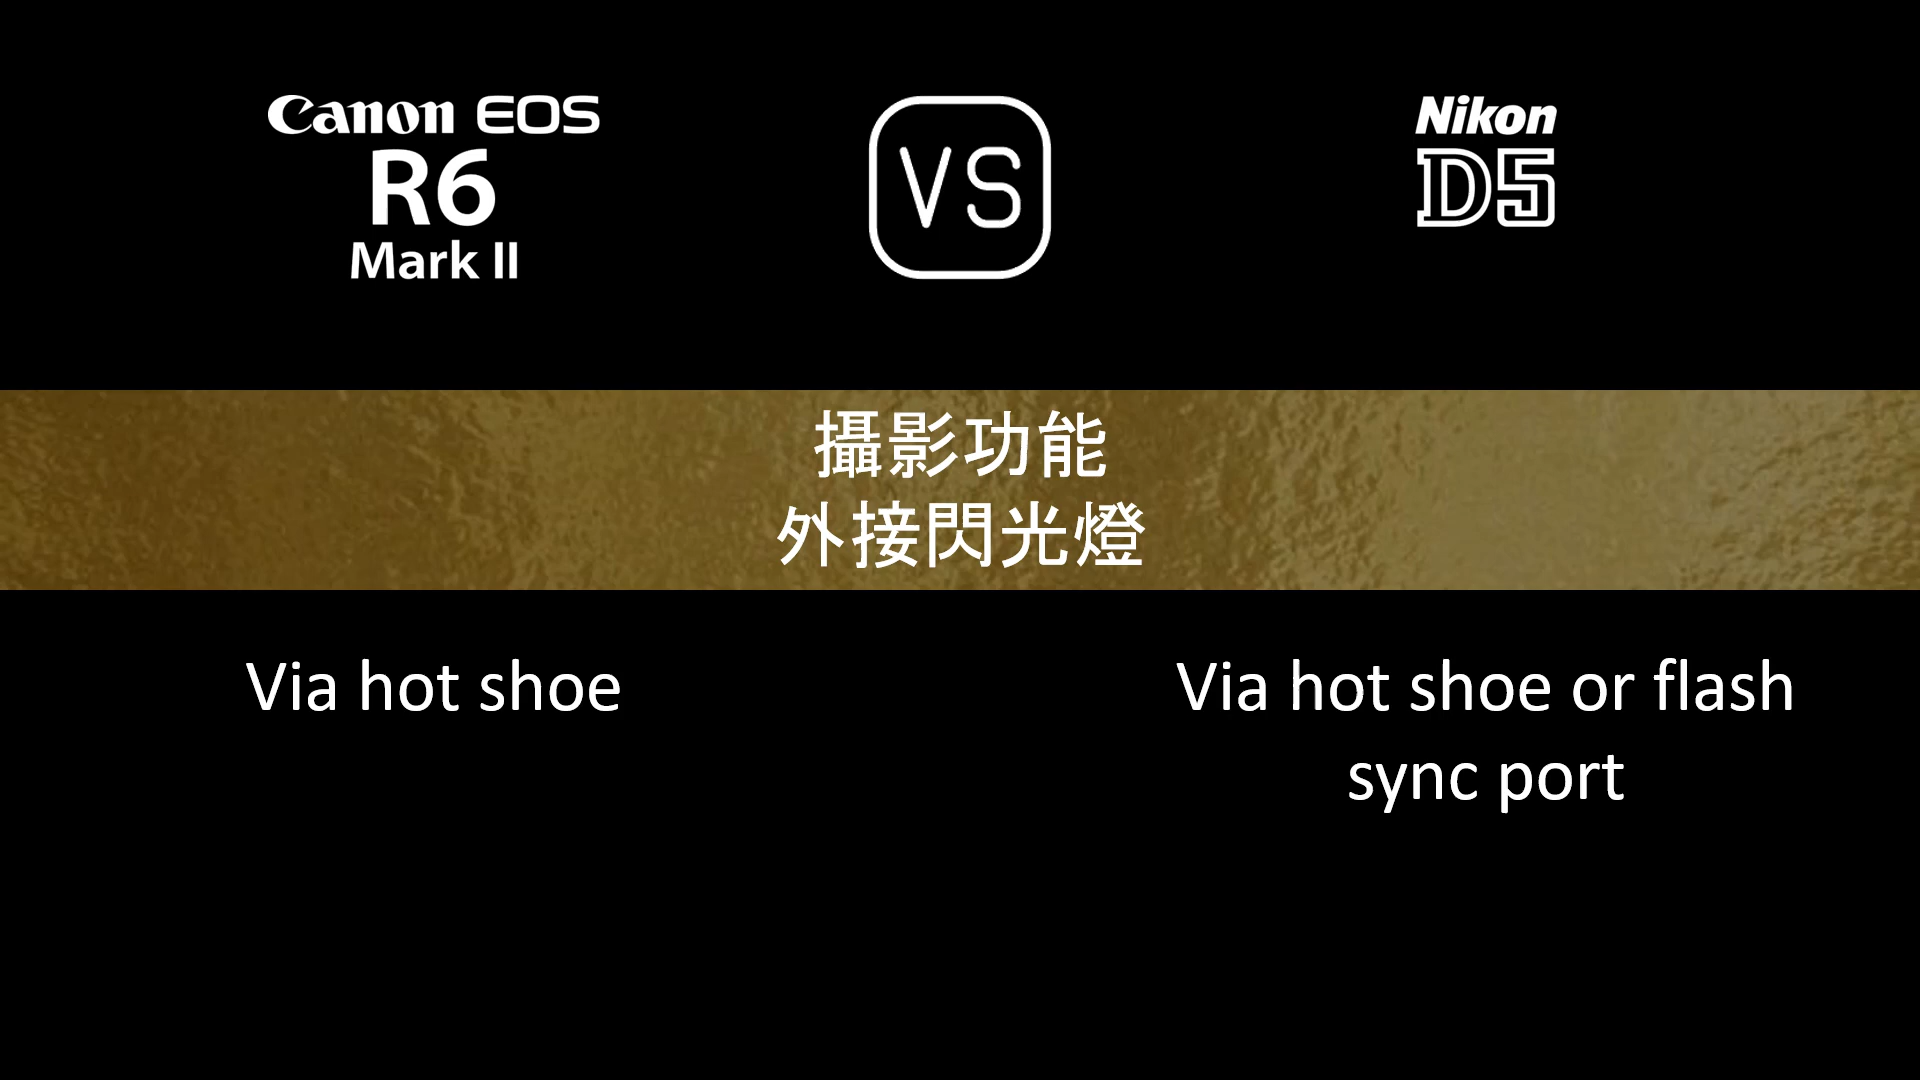 Canon EOS
R6
Mark II
VS
Nikon
D5
攝影功能
外接閃光燈
Via hot shoe
Via hot shoe or flash
sync port